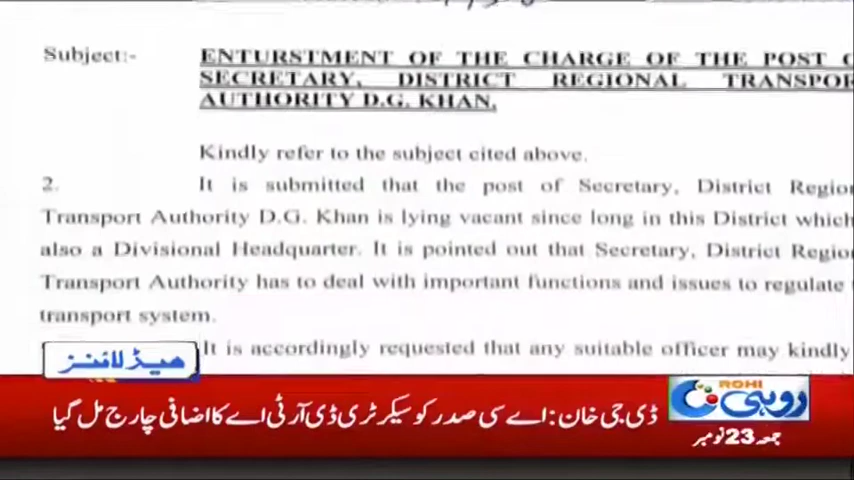 Subject:- ENTURSTMENT OF THE CHARGE OF THE POST
SECRETARY, DISTRICT REGIONAL TRANSPOR
AUTHORITY D.G. KHAN.
Kindly refer to the subject cited above.
2. It is submitted that the post of Secretary, District Region
Transport Authority D.G. Khan is lying vacant since long in this District which
also a Divisional Headquarter. It is pointed out that Secretary, District Region
Transport Authority has to deal with important functions and issues to regulate
transport system.
It is accordingly requested that any suitable officer may kindly
ہیڈلائنز
ڈی جی خان: اے سی صدر کو سیکرٹری ڈی آر ٹی اے کا اضافی چارج مل گیا
ROHI
روہی
جمعہ 23 نومبر